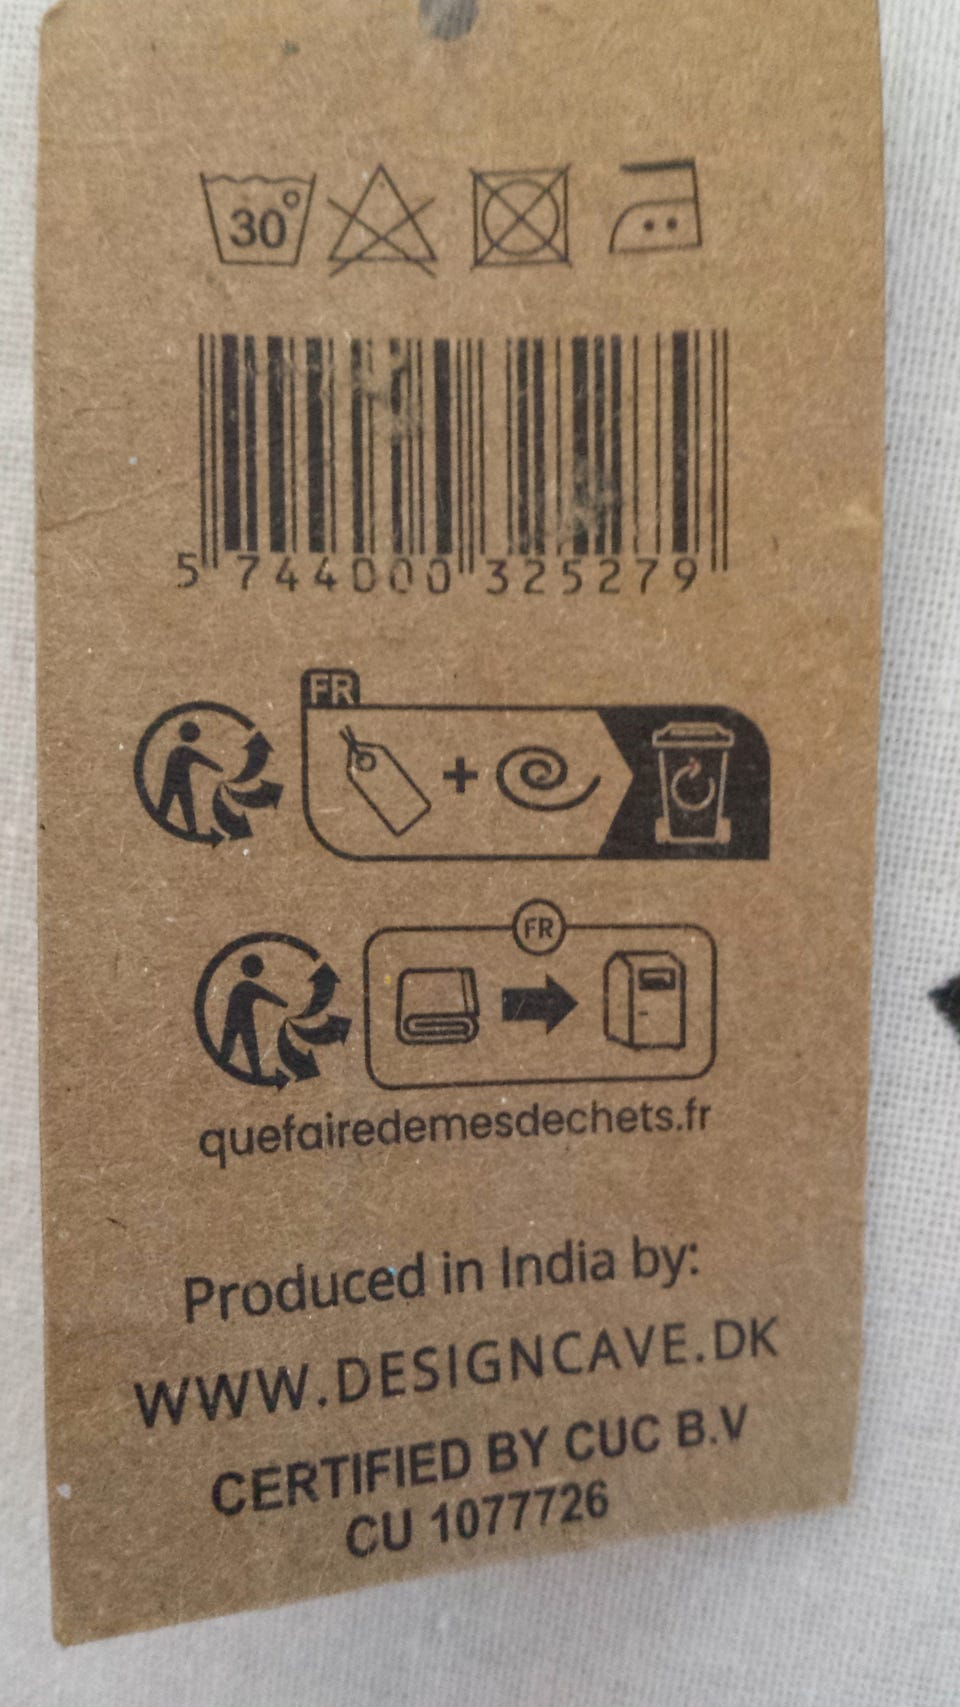 30°
5 744000 325279
FR
FR
quefairedemesdechets.fr
Produced in India by:
WWW.DESIGNCAVE.DK
CERTIFIED BY CUC B.V
CU 1077726